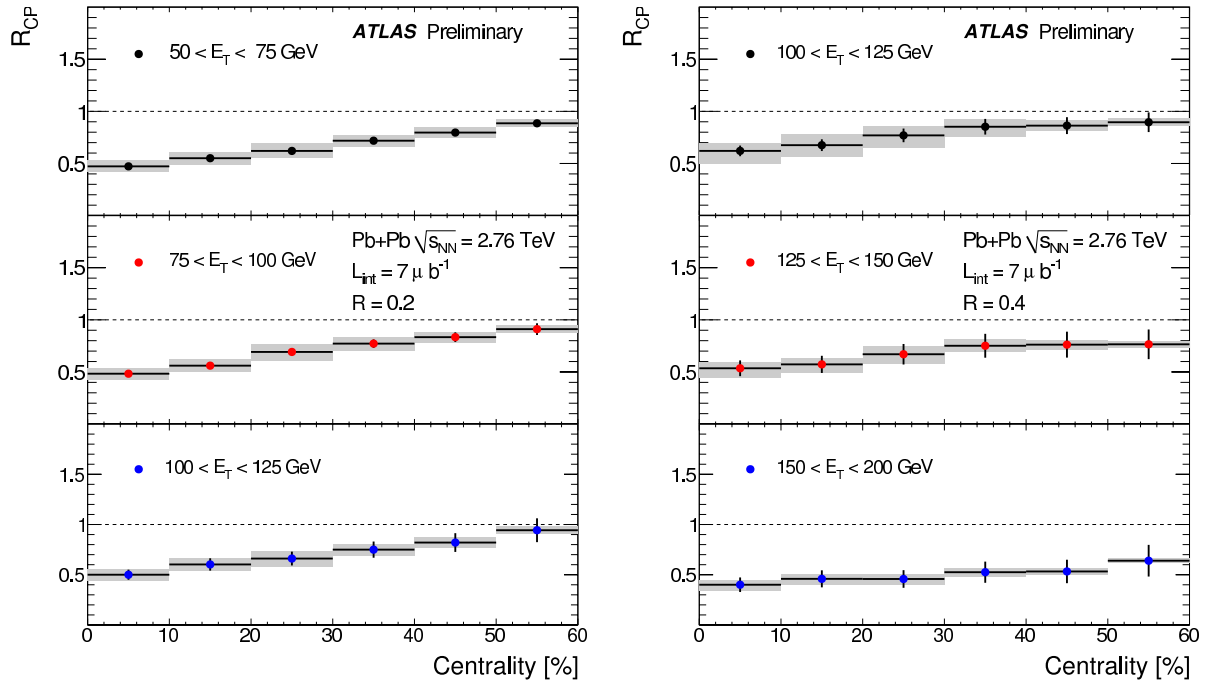 R_CP
ATLAS Preliminary
50 < E_T < 75 GeV
1.5
1
0.5
75 < E_T < 100 GeV
Pb+Pb √s_NN = 2.76 TeV
L_int = 7 μ b⁻¹
R = 0.2
1.5
1
0.5
100 < E_T < 125 GeV
1.5
1
0.5
0 10 20 30 40 50 60
Centrality [%]
R_CP
ATLAS Preliminary
100 < E_T < 125 GeV
1.5
1
0.5
125 < E_T < 150 GeV
Pb+Pb √s_NN = 2.76 TeV
L_int = 7 μ b⁻¹
R = 0.4
1.5
1
0.5
150 < E_T < 200 GeV
1.5
1
0.5
0 10 20 30 40 50 60
Centrality [%]